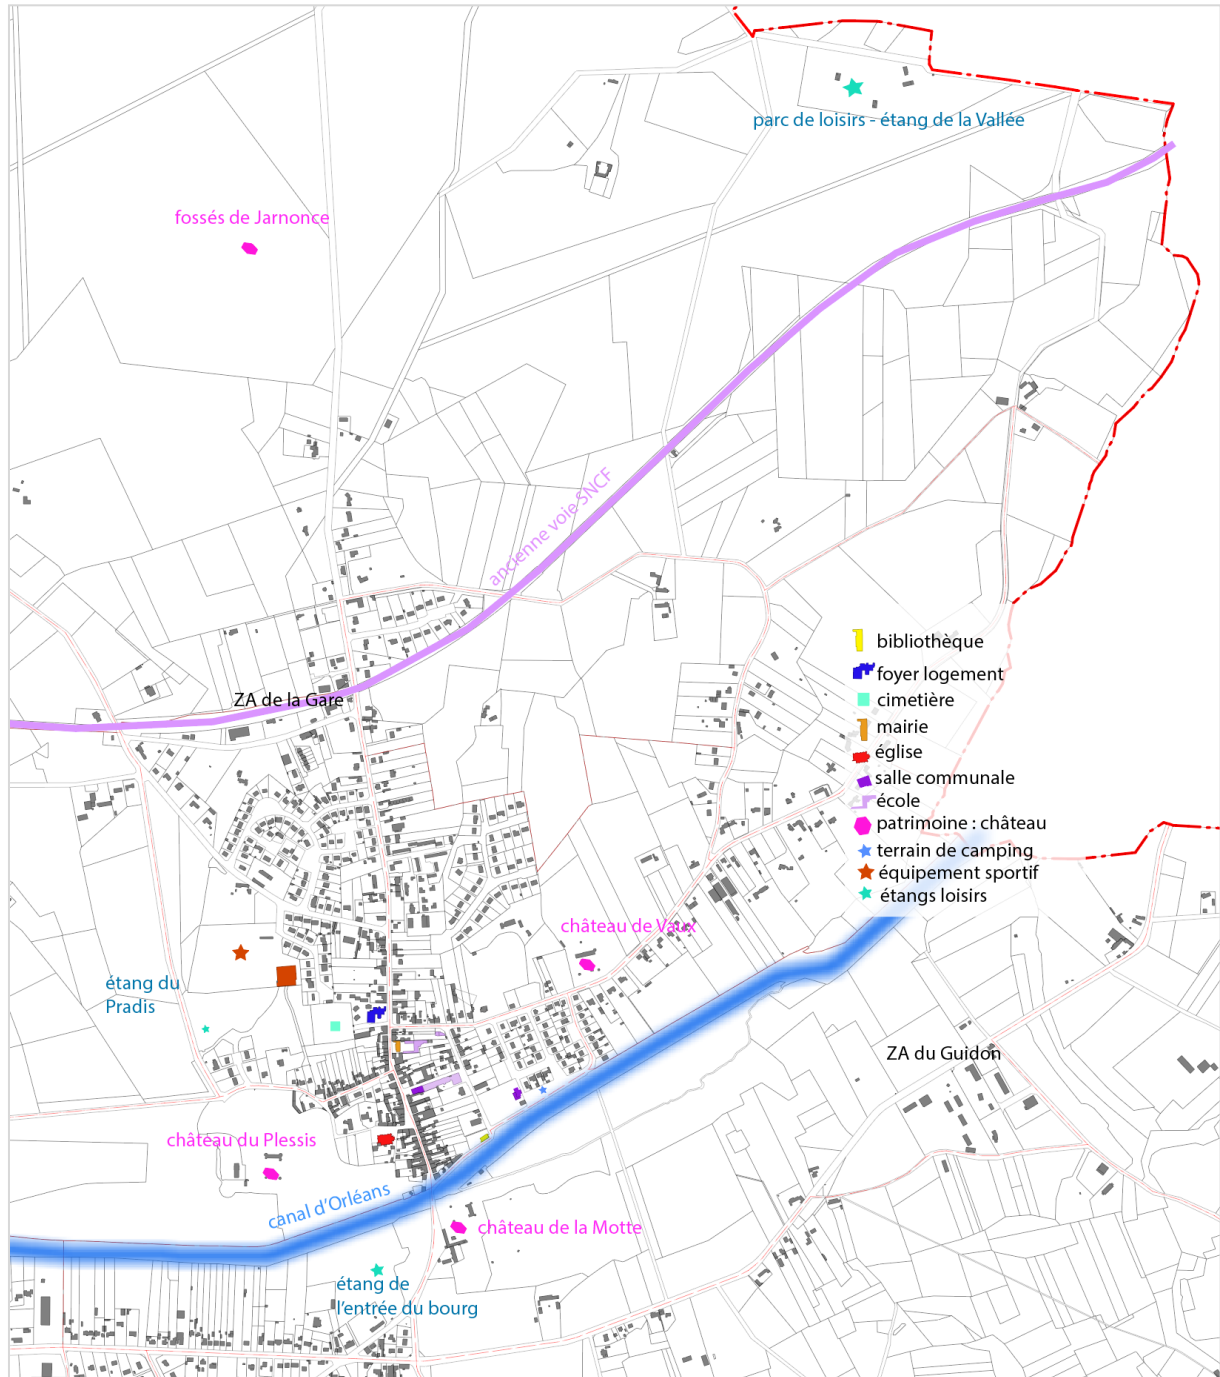 parc de loisirs - étang de la Vallée
fossés de Jarnonce
ancienne voie SNCF
bibliothèque
foyer logement
ZA de la Gare
cimetière
mairie
église
salle communale
école
patrimoine : château
terrain de camping
équipement sportif
étangs loisirs
château de Vaux
étang du
Pradis
ZA du Guidon
château du Plessis
canal d'Orléans
château de la Motte
étang de
l'entrée du bourg